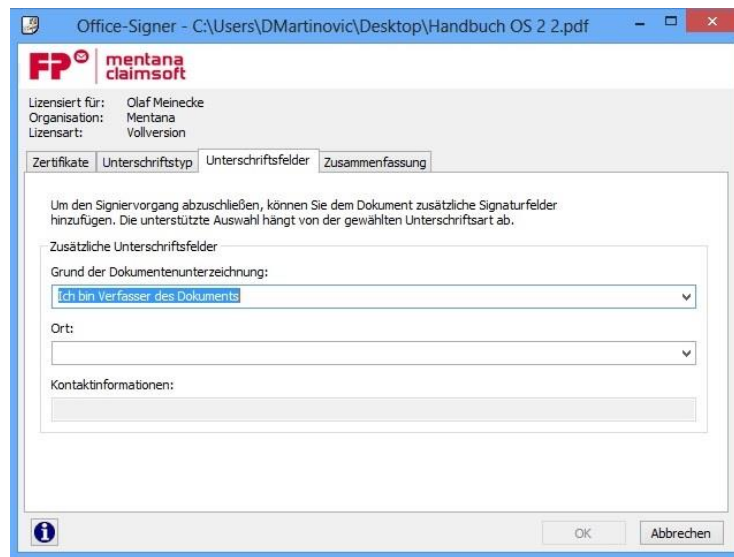 Office-Signer - C:\Users\DMartinovic\Desktop\Handbuch OS 2 2.pdf
FP mentana
claimsoft
Lizensiert für: Olaf Meinecke
Organisation: Mentana
Lizensart: Vollversion
Zertifikate Unterschriftstyp Unterschriftsfelder Zusammenfassung
Um den Signiervorgang abzuschließen, können Sie dem Dokument zusätzliche Signaturfelder
hinzufügen. Die unterstützte Auswahl hängt von der gewählten Unterschriftsart ab.
Zusätzliche Unterschriftsfelder
Grund der Dokumentenunterzeichnung:
Ich bin Verfasser des Dokuments
Ort:
Kontaktinformationen:
OK Abbrechen